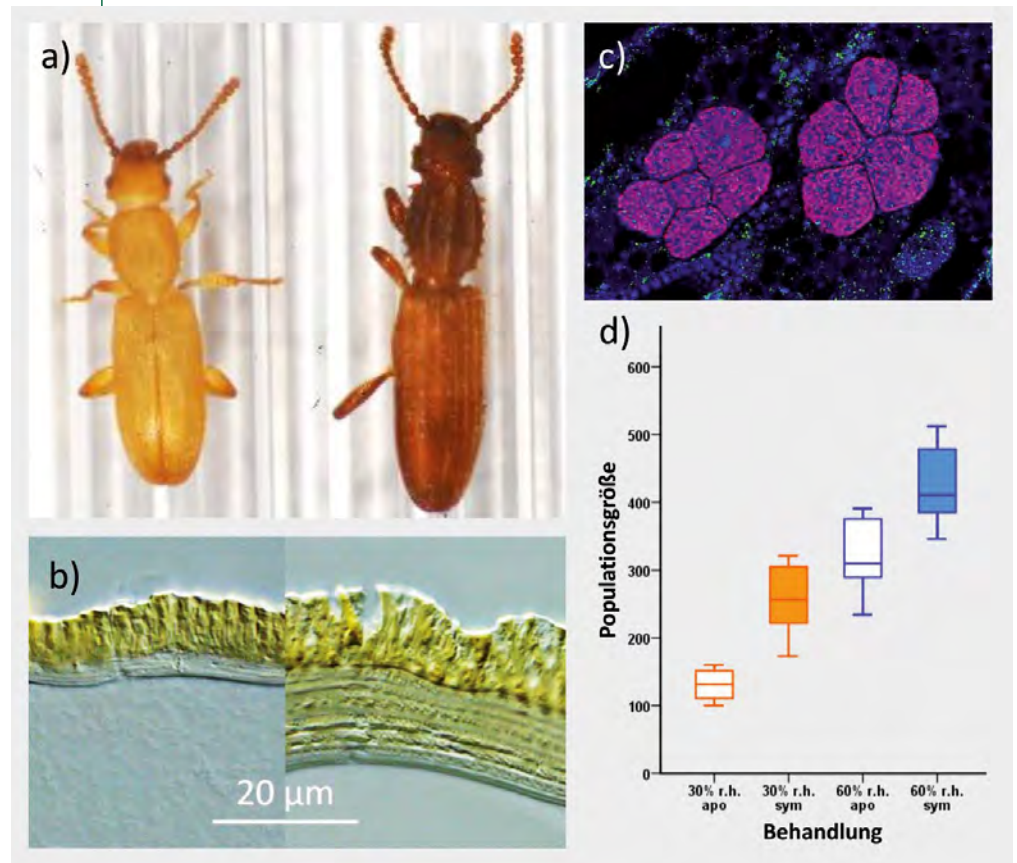 a)
b)
20 µm
c)
d)
Populationsgröße
600
500
400
300
200
100
0
30% r.h. 30% r.h. 60% r.h. 60% r.h.
apo sym apo sym
Behandlung